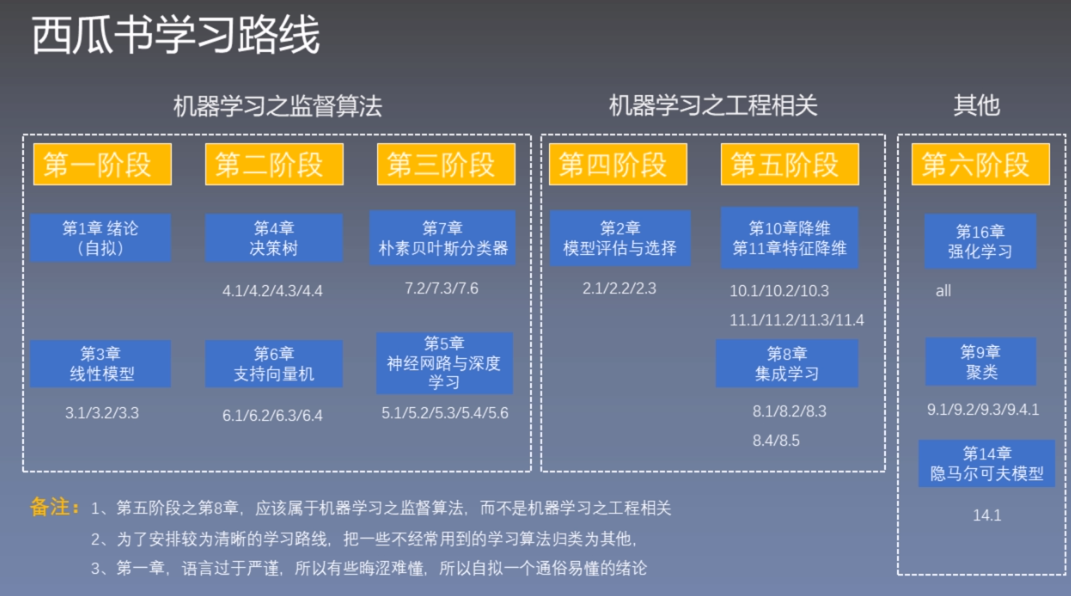 西瓜书学习路线
机器学习之监督算法
机器学习之工程相关
其他
第一阶段
第二阶段
第三阶段
第四阶段
第五阶段
第六阶段
第1章 绪论
（自拟）
第3章
线性模型
3.1/3.2/3.3
第4章
决策树
4.1/4.2/4.3/4.4
第6章
支持向量机
6.1/6.2/6.3/6.4
第7章
朴素贝叶斯分类器
7.2/7.3/7.6
第5章
神经网路与深度
学习
5.1/5.2/5.3/5.4/5.6
第2章
模型评估与选择
2.1/2.2/2.3
第10章降维
第11章特征降维
10.1/10.2/10.3
11.1/11.2/11.3/11.4
第8章
集成学习
8.1/8.2/8.3
8.4/8.5
第16章
强化学习
all
第9章
聚类
9.1/9.2/9.3/9.4.1
第14章
隐马尔可夫模型
14.1
备注：1、第五阶段之第8章，应该属于机器学习之监督算法，而不是机器学习之工程相关
2、为了安排较为清晰的学习路线，把一些不经常用到的学习算法归类为其他，
3、第一章，语言过于严谨，所以有些晦涩难懂，所以自拟一个通俗易懂的绪论